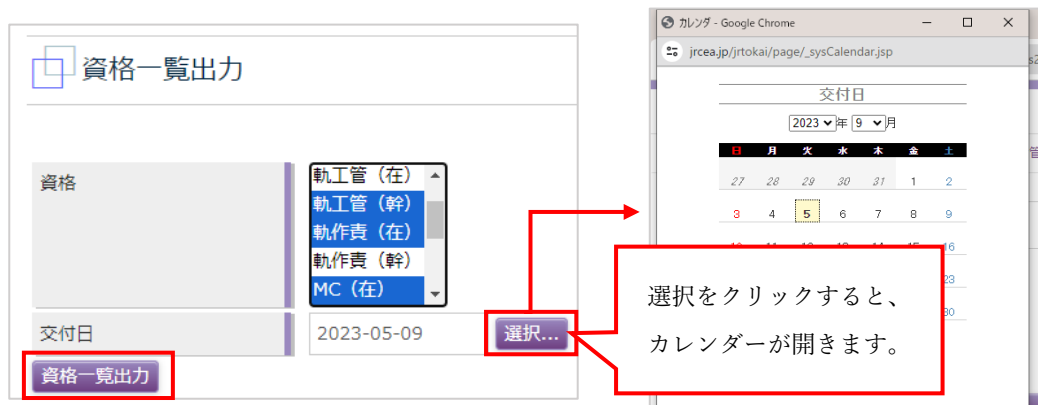 資格一覧出力
資格
軌工管（在）
軌工管（幹）
軌作責（在）
軌作責（幹）
MC（在）
交付日
2023-05-09
選択...
資格一覧出力
カレンダ - Google Chrome
jrcea.jp/jrtokai/page/_sysCalendar.jsp
交付日
2023 年 9 月
日 月 火 水 木 金 土
27 28 29 30 31 1 2
3 4 5 6 7 8 9
16
23
30
選択をクリックすると、
カレンダーが開きます。